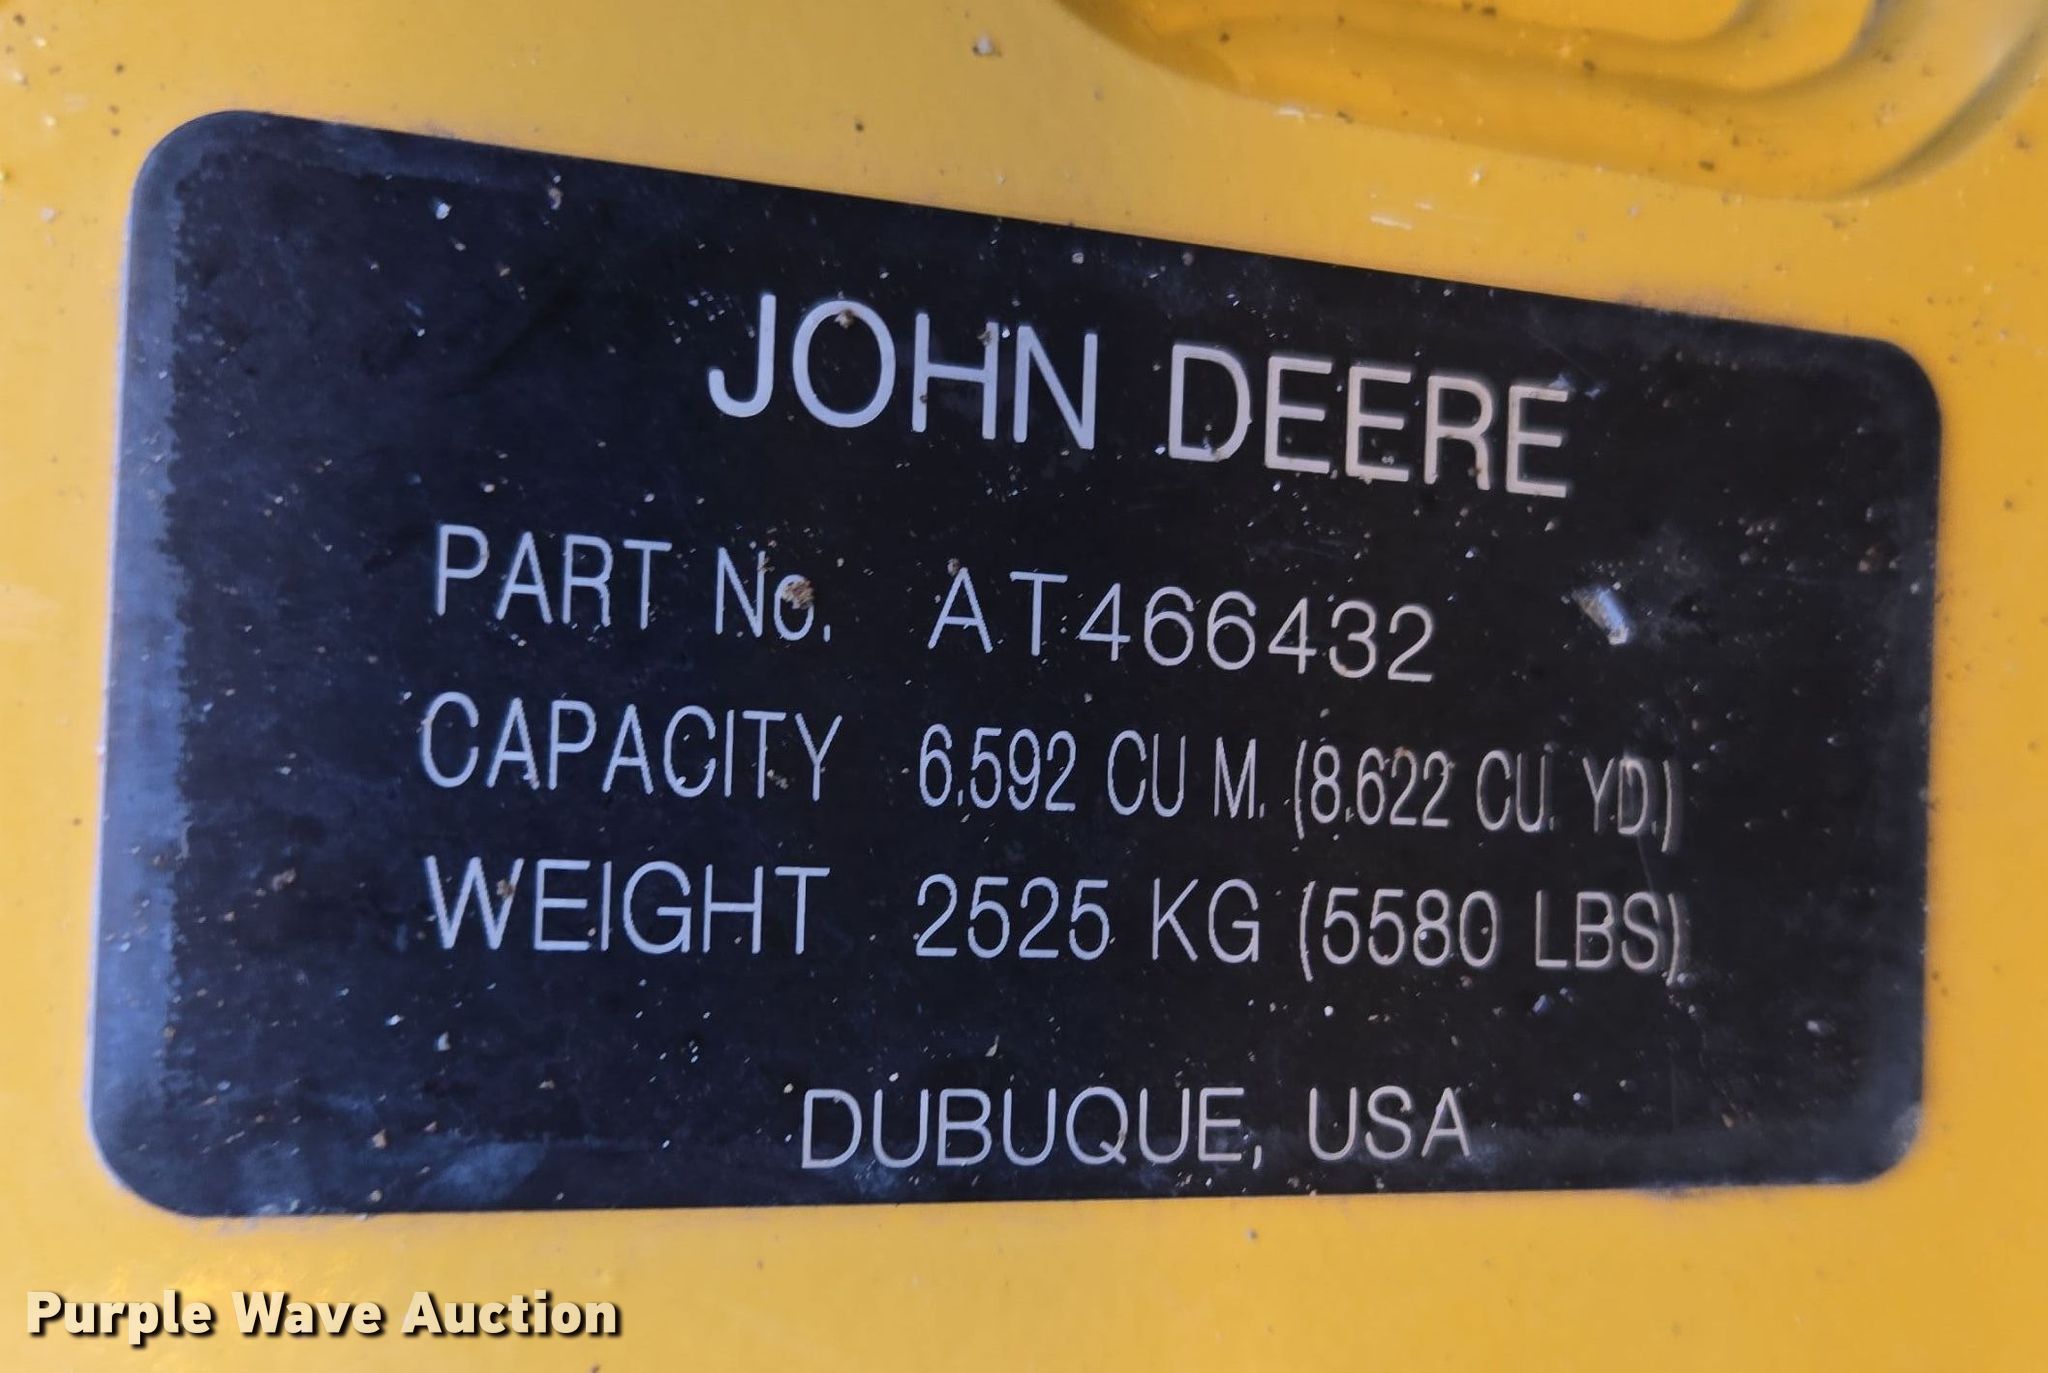 JOHN DEERE
PART No. AT466432
CAPACITY 6.592 CU M. (8.622 CU. YD.)
WEIGHT 2525 KG (5580 LBS)
DUBUQUE, USA
Purple Wave Auction